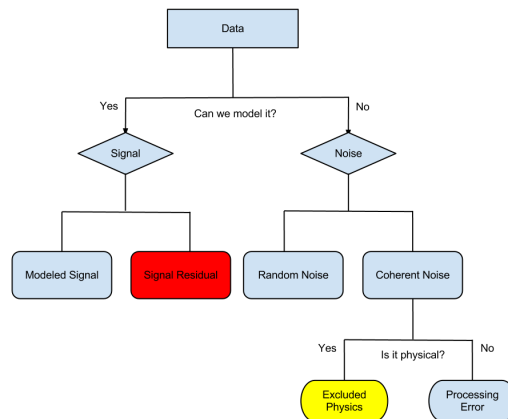 Data
Yes
No
Can we model it?
Signal
Noise
Modeled Signal
Signal Residual
Random Noise
Coherent Noise
Yes
Is it physical?
No
Excluded
Physics
Processing
Error